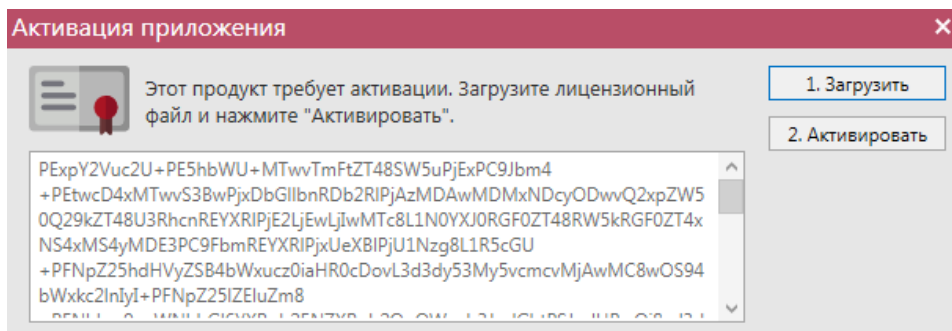 Активация приложения
Этот продукт требует активации. Загрузите лицензионный
файл и нажмите "Активировать".
1. Загрузить
2. Активировать
PExpY2Vuc2U+PE5hbWU+MTwvTmFtZT48SW5uPjExPC9Jbm4
+PEtwcD4xMTwvS3BwPjxDbGllbnRDb2RlPjAzMDAwMDMxNDcyODwvQ2xpZW5
0Q29kZT48U3RhcnREYXRlPjE2LjEwLjIwMTc8L1N0YXJ0RGF0ZT48RW5kRGF0ZT4x
NS4xMS4yMDE3PC9FbmREYXRlPjxUeXBlPjU1Nzg8L1R5cGU
+PFNpZ25hdHVyZSB4bWxucz0iaHR0cDovL3d3dy53My5vcmcvMjAwMC8wOS94
bWxkc2lnIyI+PFNpZ25lZEluZm8